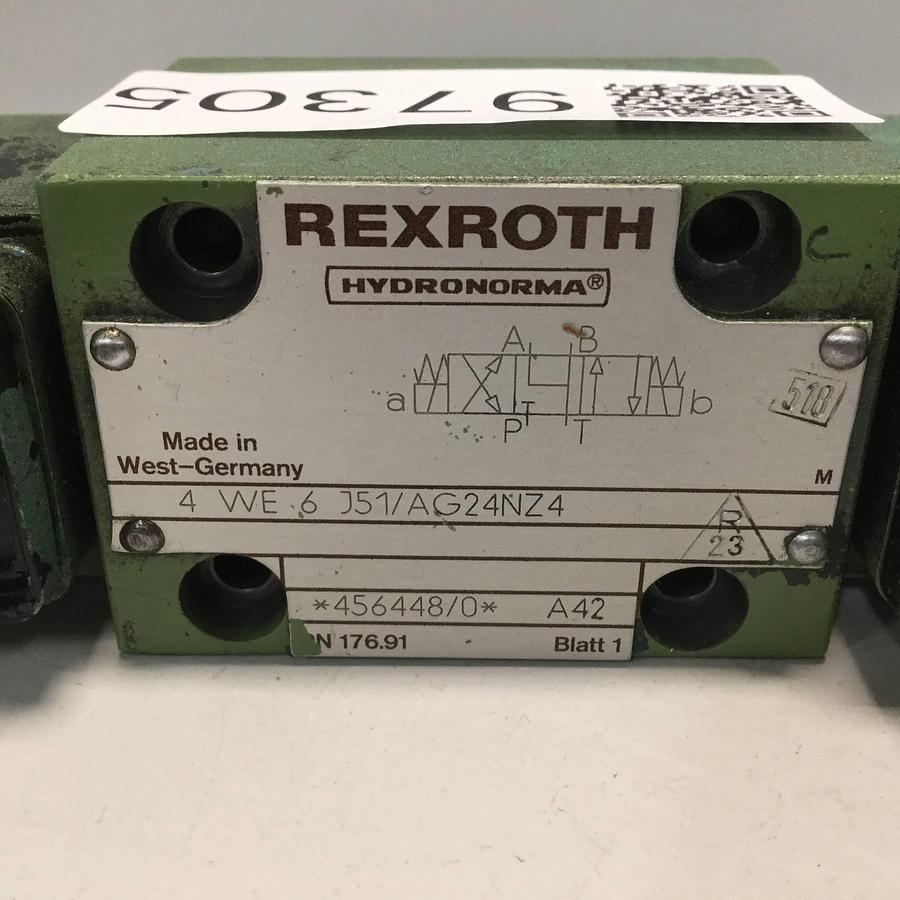 97305
REXROTH
HYDRONORMA®
A B
a b
P T
518
Made in
West–Germany
M
4 WE 6 J51/AG24NZ4
R
23
*456448/0* A42
N 176.91 Blatt 1